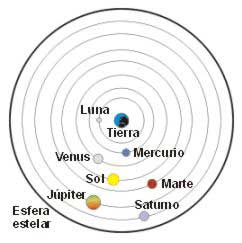 Luna
Tierra
Venus
Mercurio
Sol
Marte
Júpiter
Saturno
Esfera
estelar